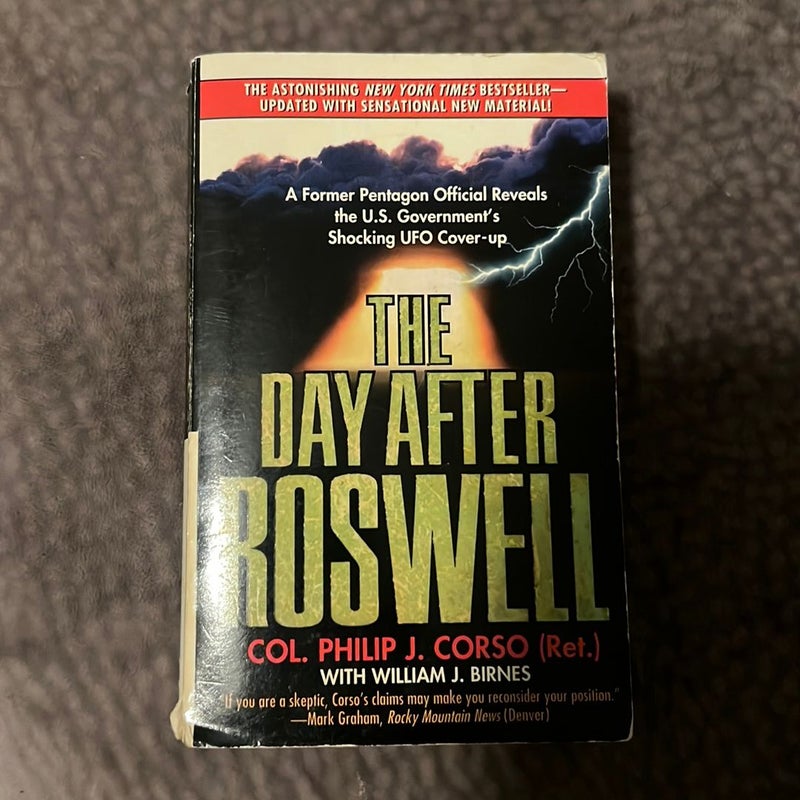 THE ASTONISHING NEW YORK TIMES BESTSELLER—
UPDATED WITH SENSATIONAL NEW MATERIAL!
A Former Pentagon Official Reveals
the U.S. Government's
Shocking UFO Cover-up
THE
DAY AFTER
ROSWELL
COL. PHILIP J. CORSO (Ret.)
WITH WILLIAM J. BIRNES
"If you are a skeptic, Corso's claims may make you reconsider your position."
—Mark Graham, Rocky Mountain News (Denver)